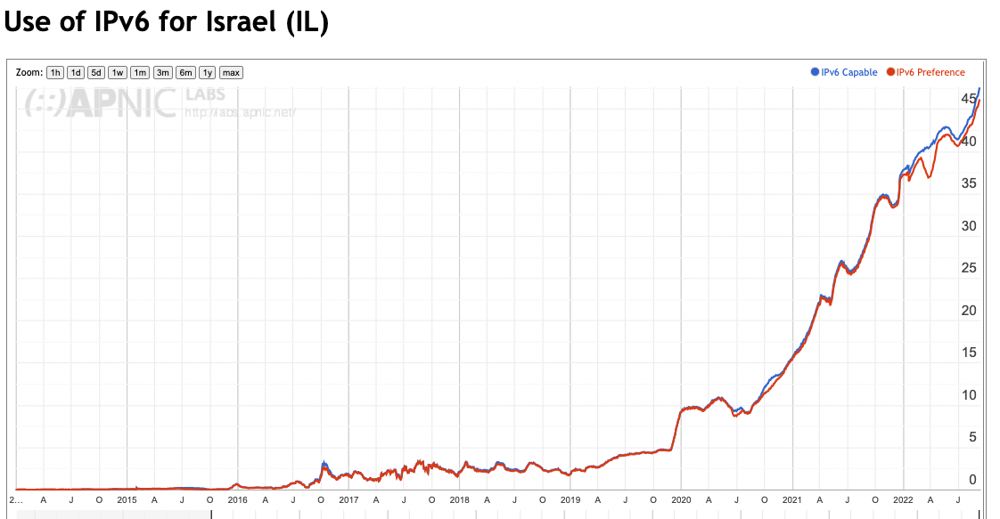 Use of IPv6 for Israel (IL)
Zoom: 1h 1d 5d 1w 1m 3m 6m 1y max
IPv6 Capable IPv6 Preference
(::)APNIC LABS
http://labs.apnic.net/
45
40
35
30
25
20
15
10
5
0
2... A J O 2015 A J O 2016 A J O 2017 A J O 2018 A J O 2019 A J O 2020 A J O 2021 A J O 2022 A J